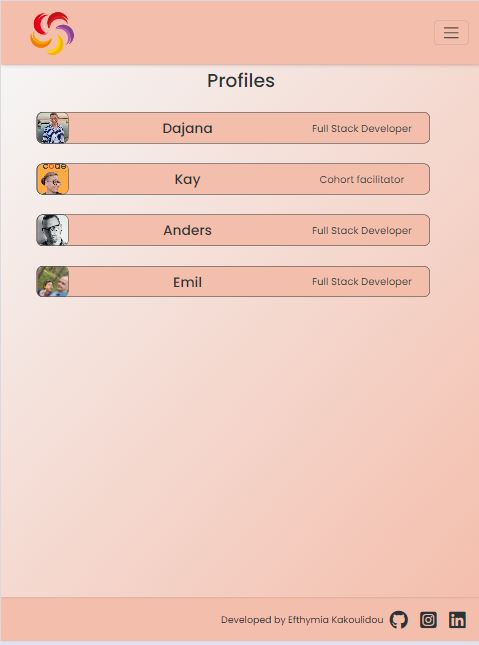 Profiles
Dajana Full Stack Developer
code
Kay Cohort facilitator
Anders Full Stack Developer
Emil Full Stack Developer
Developed by Efthymia Kakoulidou